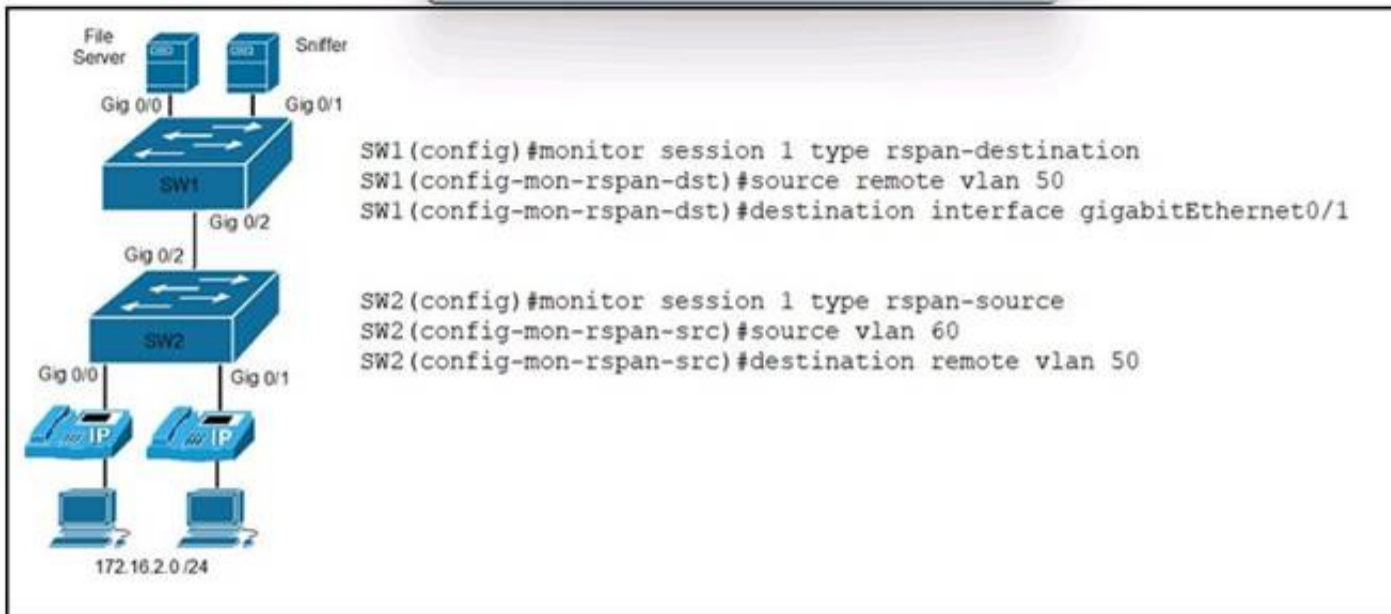 File
Server
Sniffer
Gig 0/0
Gig 0/1
SW1
Gig 0/2
SW1(config)#monitor session 1 type rspan-destination
SW1(config-mon-rspan-dst)#source remote vlan 50
SW1(config-mon-rspan-dst)#destination interface gigabitEthernet0/1
Gig 0/2
SW2
SW2(config)#monitor session 1 type rspan-source
SW2(config-mon-rspan-src)#source vlan 60
SW2(config-mon-rspan-src)#destination remote vlan 50
Gig 0/0
Gig 0/1
IP
IP
172.16.2.0 /24